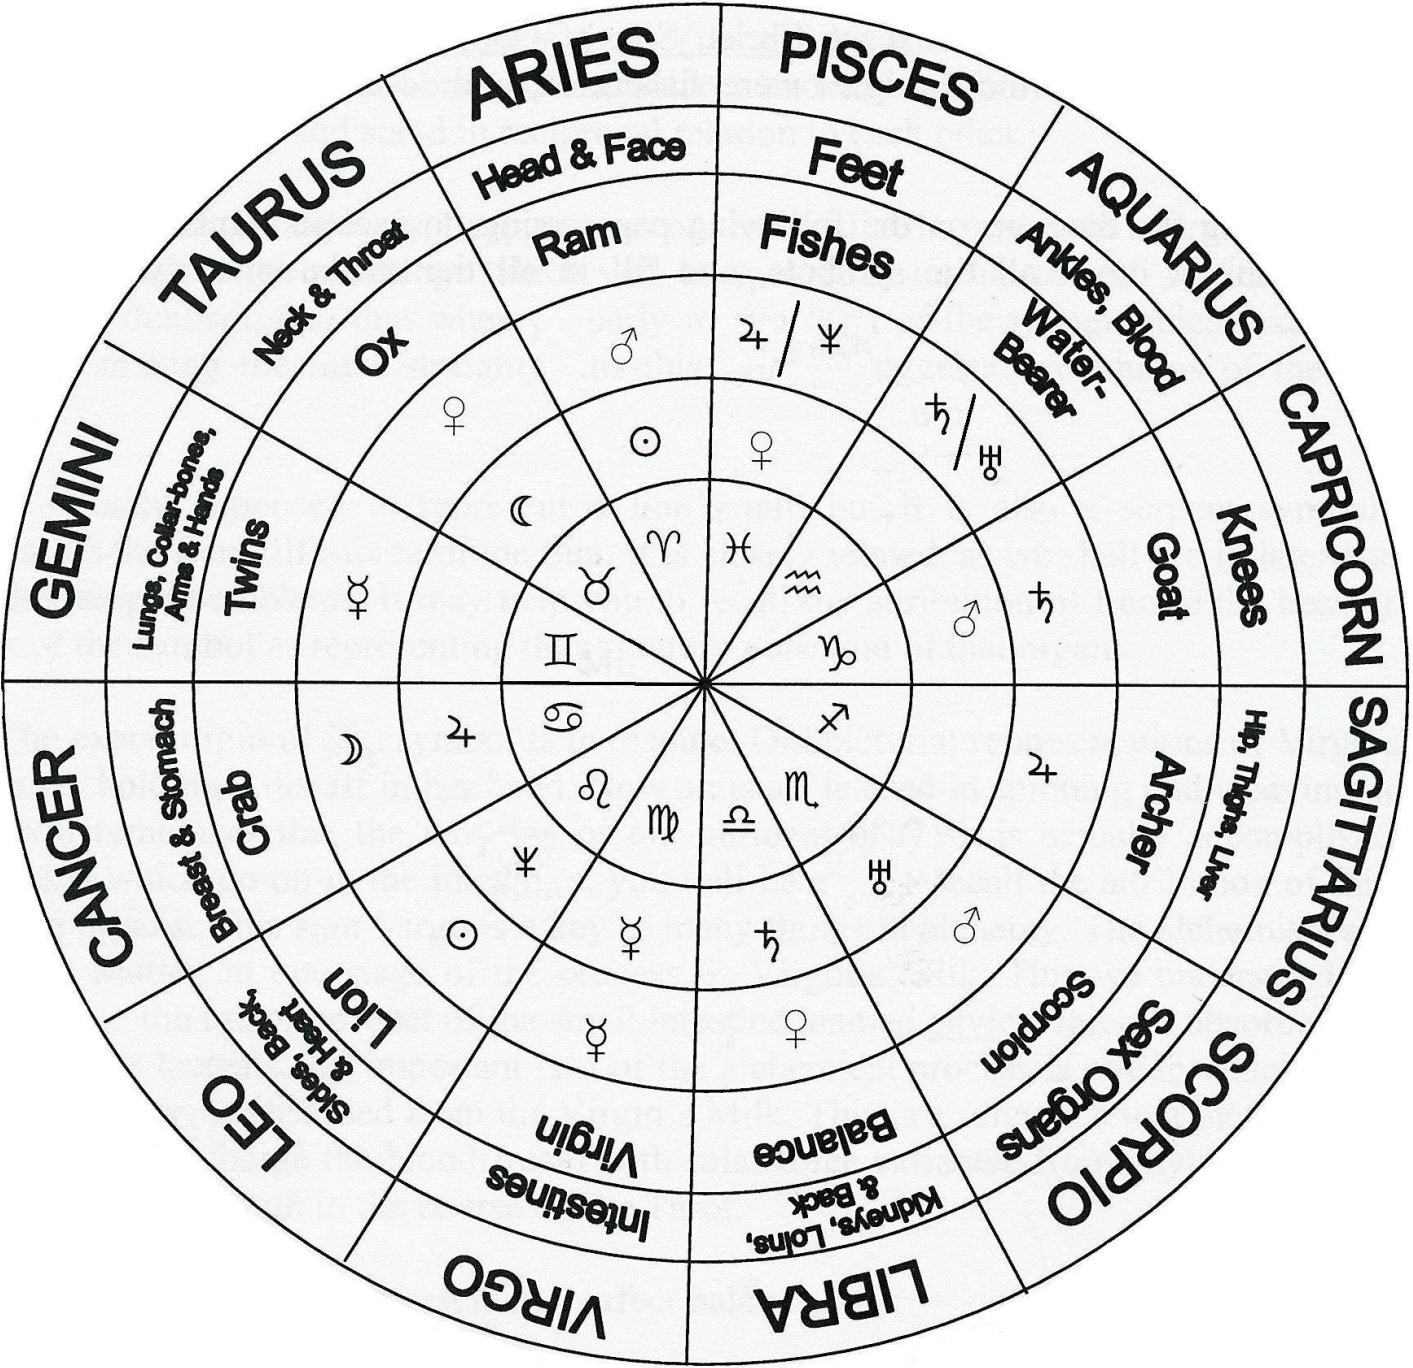 ARIES
Head & Face
Ram
♂
☉
♈
TAURUS
Neck & Throat
Ox
♀
☾
♉
GEMINI
Lungs, Collar-bones,
Arms & Hands
Twins
☿
♊
CANCER
Breast & Stomach
Crab
☽
♃
♋
LEO
Sides, Back,
& Heart
Lion
☉
♆
♌
VIRGO
Intestines
Virgin
☿
☿
♍
LIBRA
Kidneys, Loins,
& Back
Balance
♀
♄
♎
SCORPIO
Sex Organs
Scorpion
♂
♅
♏
SAGITTARIUS
Hip, Thighs, Liver
Archer
♃
♐
CAPRICORN
Knees
Goat
♄
♂
♑
AQUARIUS
Ankles, Blood
Water-
Bearer
♄/♅
♒
PISCES
Feet
Fishes
♃/♆
♀
♓